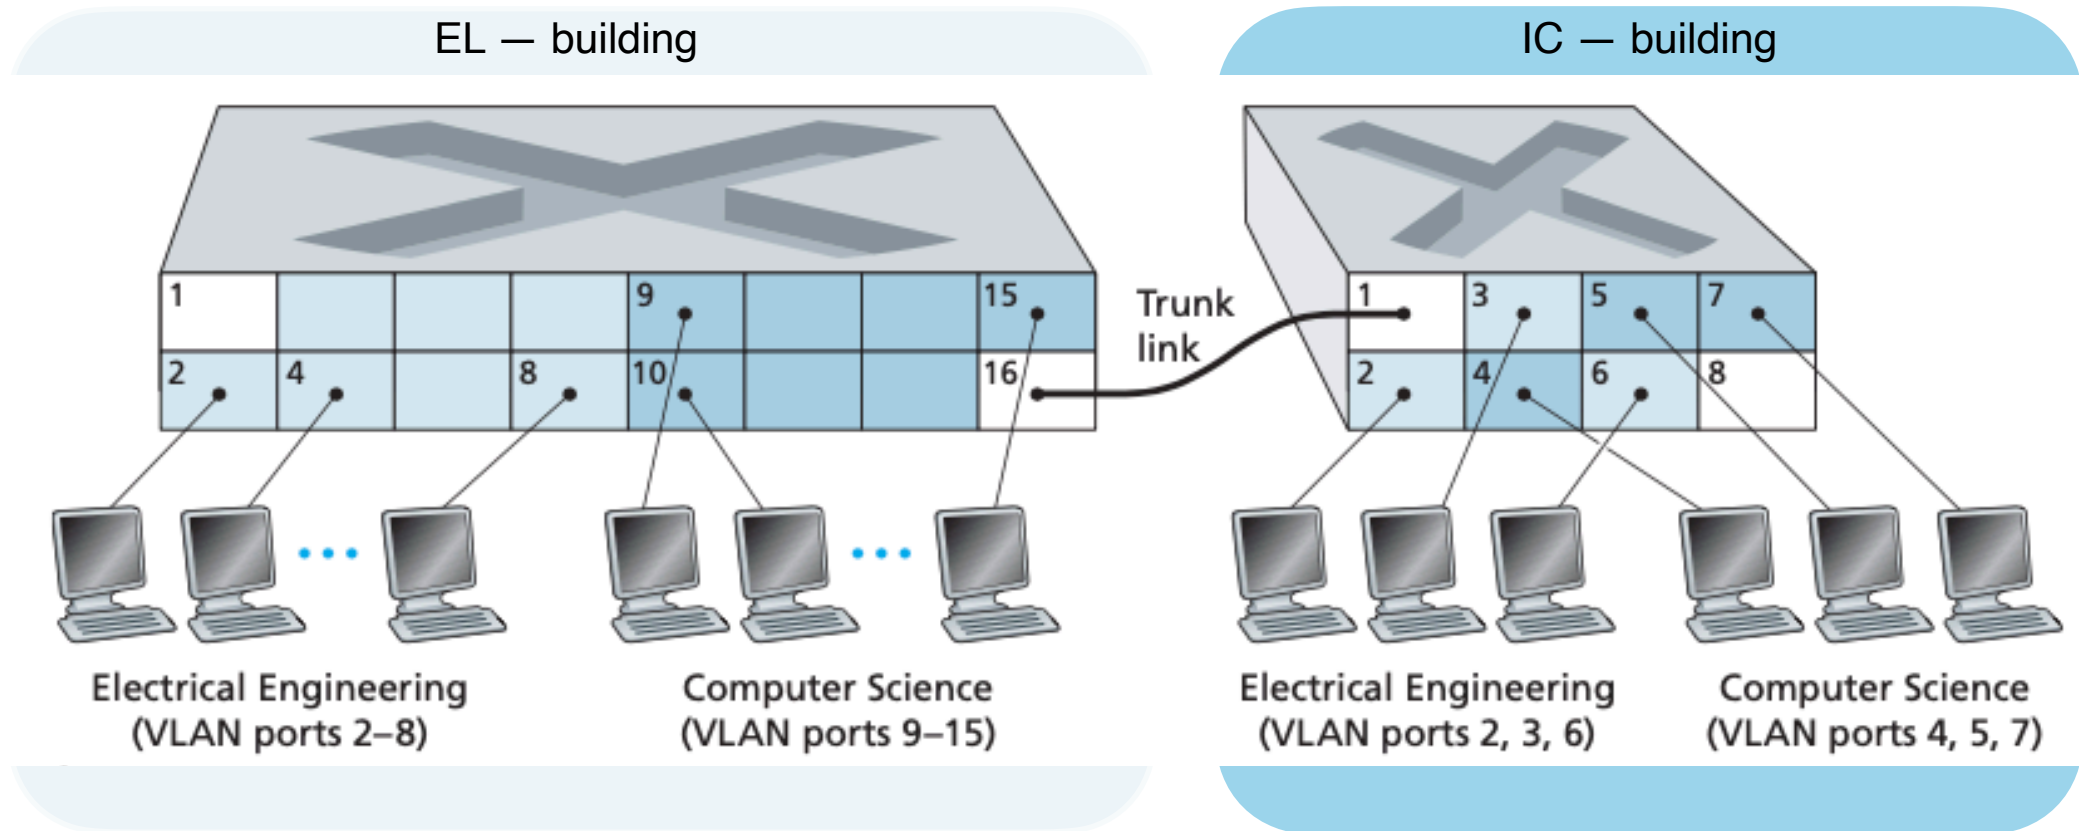 EL — building
IC — building
1
9
15
2
4
8
10
16
Trunk
link
1
3
5
7
2
4
6
8
Electrical Engineering
(VLAN ports 2–8)
Computer Science
(VLAN ports 9–15)
Electrical Engineering
(VLAN ports 2, 3, 6)
Computer Science
(VLAN ports 4, 5, 7)